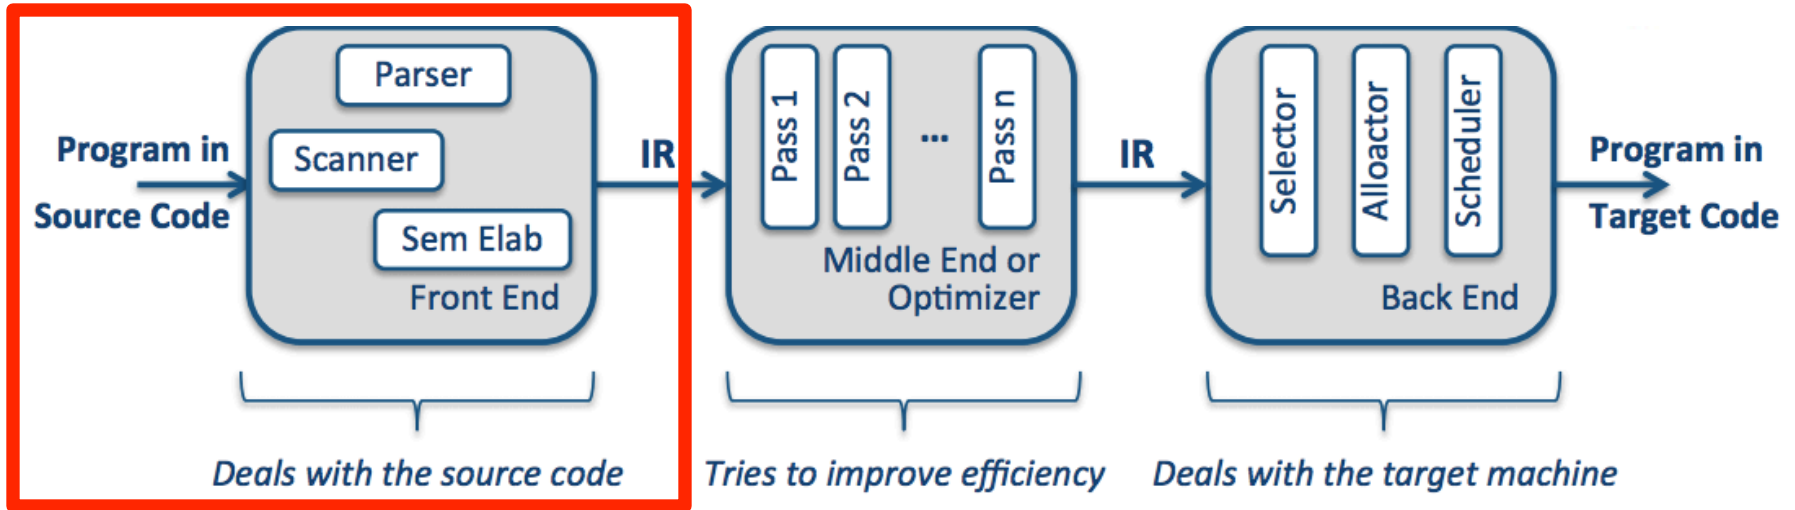 Program in
Source Code
Parser
Scanner
Sem Elab
Front End
IR
Pass 1
Pass 2
...
Pass n
Middle End or
Optimizer
IR
Selector
Alloactor
Scheduler
Back End
Program in
Target Code
Deals with the source code
Tries to improve efficiency
Deals with the target machine